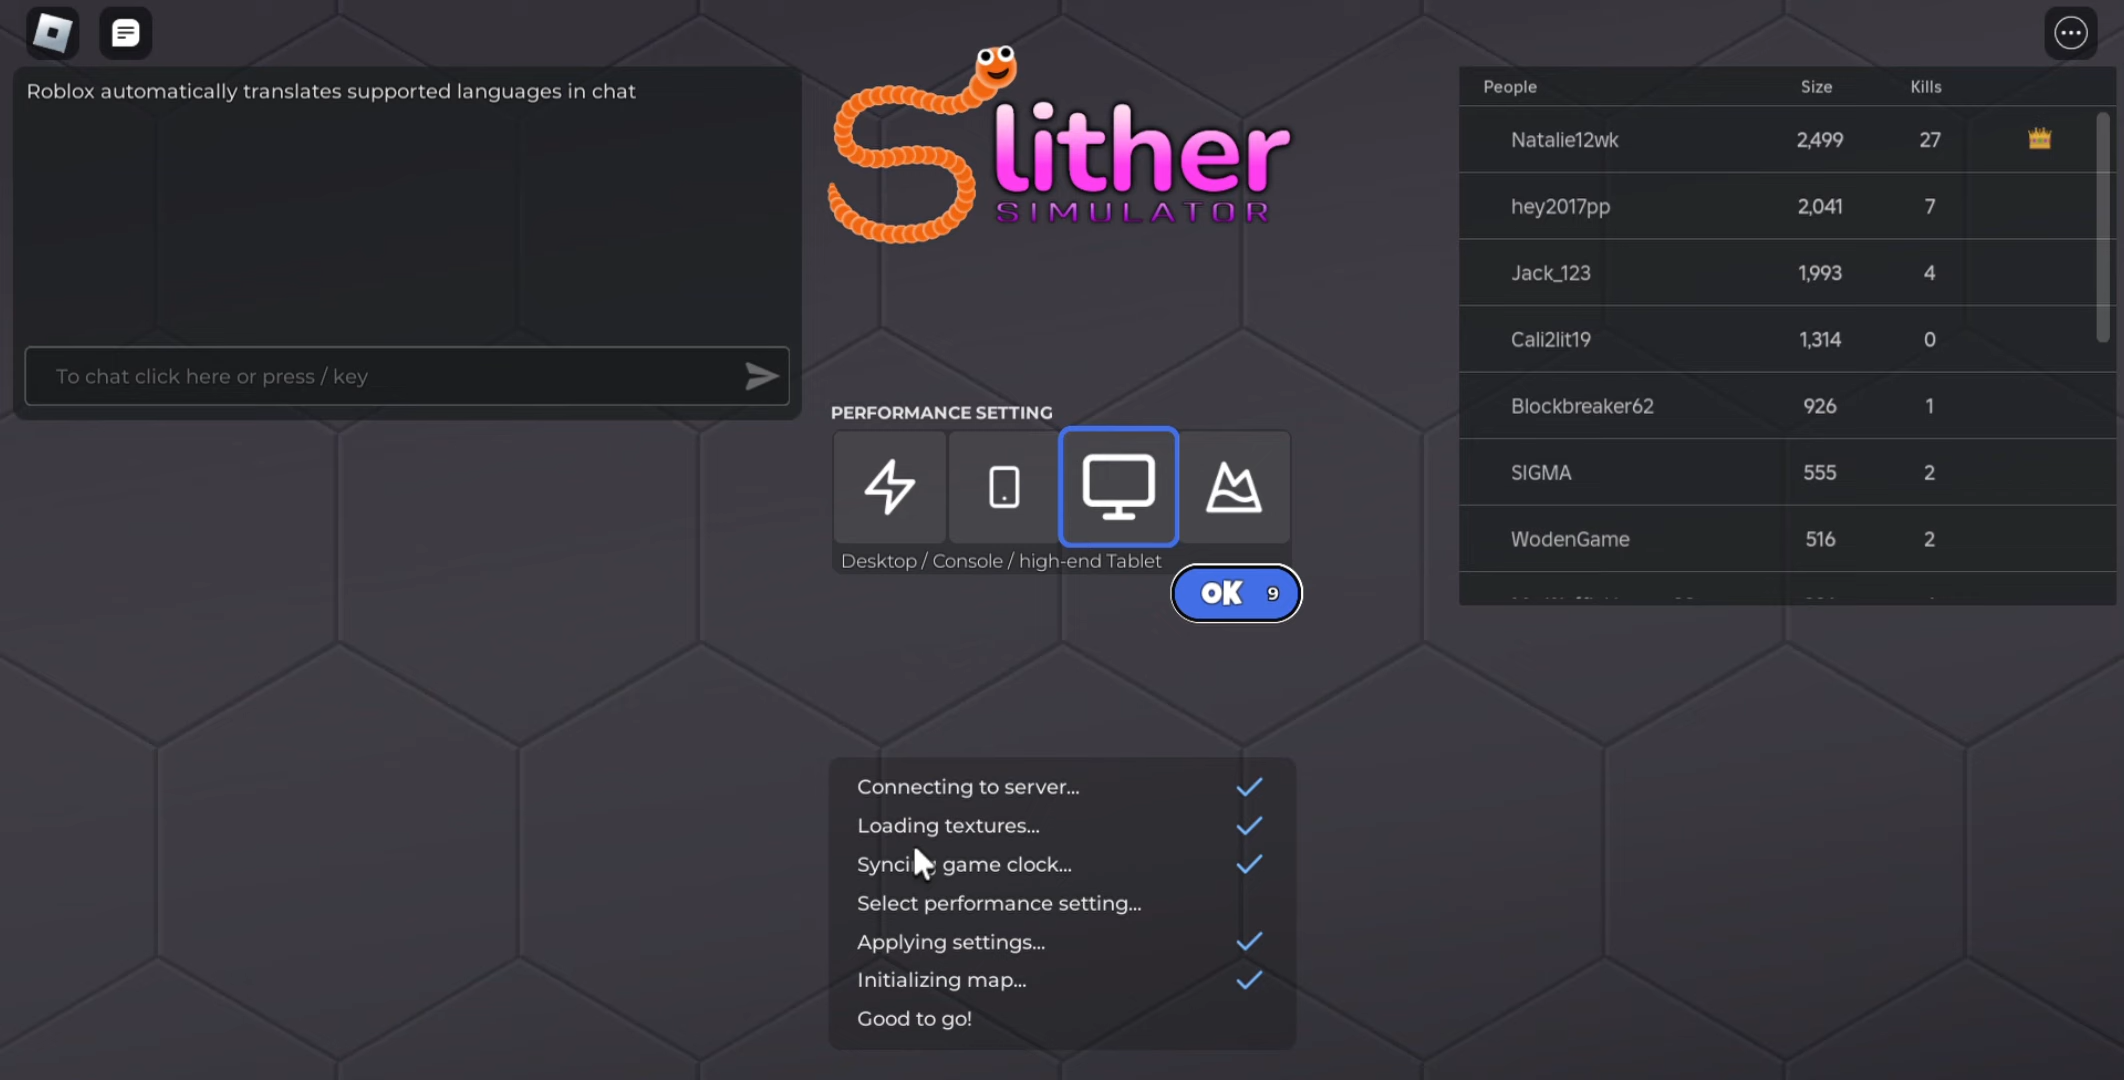 Roblox automatically translates supported languages in chat
To chat click here or press / key
Slither
SIMULATOR
PERFORMANCE SETTING
Desktop / Console / high-end Tablet
OK 9
People Size Kills
Natalie12wk 2,499 27
hey2017pp 2,041 7
Jack_123 1,993 4
Cali2lit19 1,314 0
Blockbreaker62 926 1
SIGMA 555 2
WodenGame 516 2
Connecting to server...
Loading textures...
Syncing game clock...
Select performance setting...
Applying settings...
Initializing map...
Good to go!